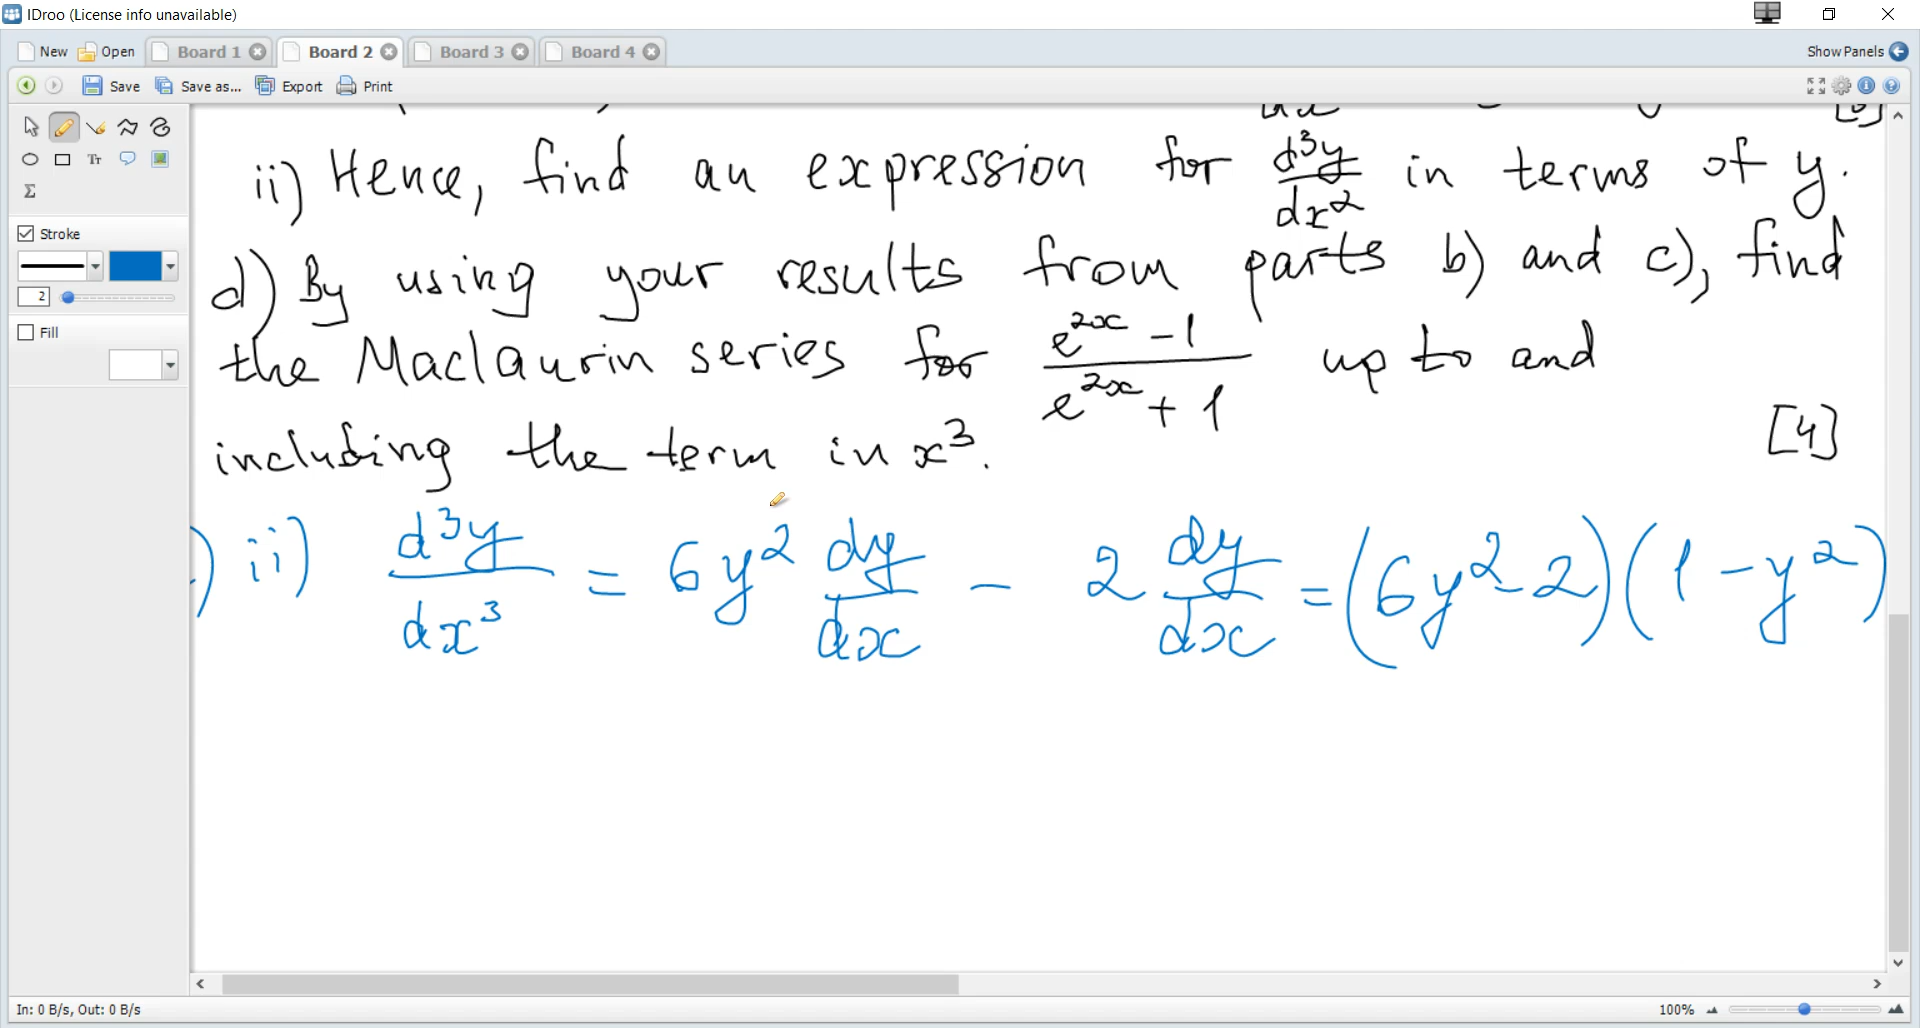 IDroo (License info unavailable)
New Open Board 1 Board 2 Board 3 Board 4 Show Panels
Save Save as... Export Print
Tт
Σ
Stroke
2
Fill
ii) Hence, find an expression for d³y/dx² in terms of y.
d) By using your results from parts b) and c), find
the Maclaurin series for (e^(2x) - 1)/(e^(2x) + 1) up to and
including the term in x³. [4]
) ii) d³y/dx³ = 6y² dy/dx - 2 dy/dx = (6y² - 2)(1 - y²)
In: 0 B/s, Out: 0 B/s 100%